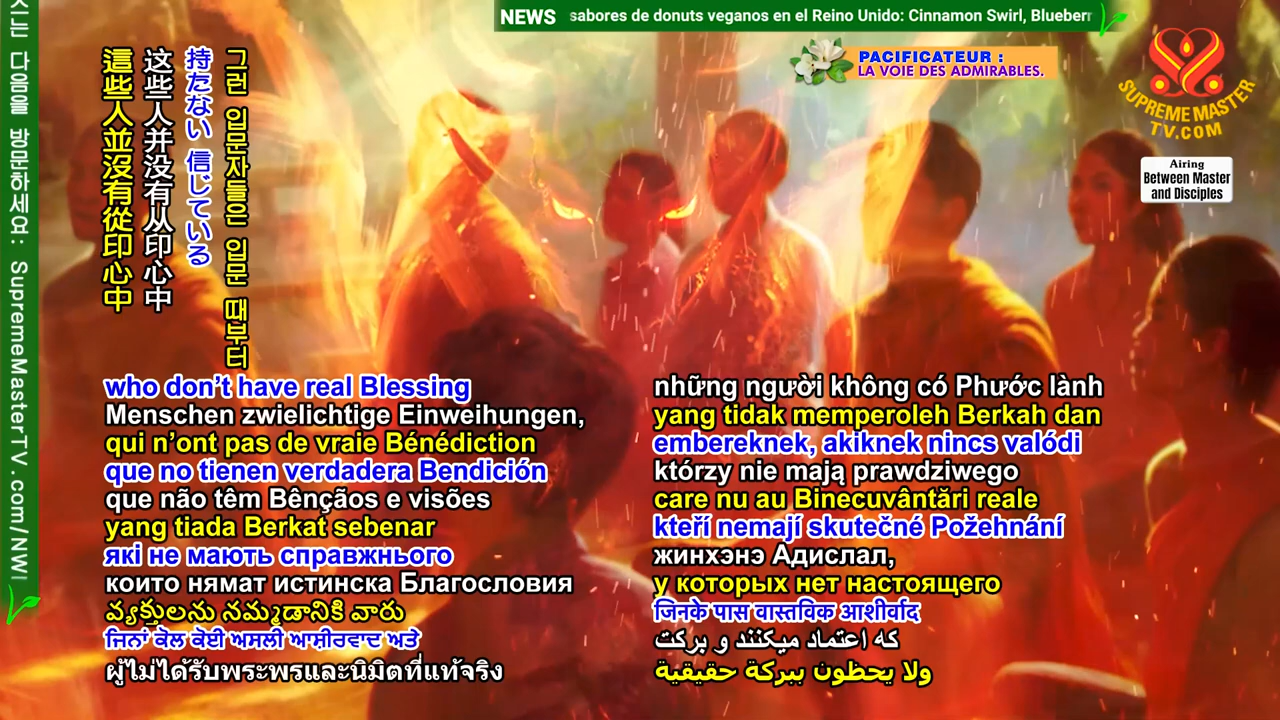 NEWS sabores de donuts veganos en el Reino Unido: Cinnamon Swirl, Blueberr
PACIFICATEUR :
LA VOIE DES ADMIRABLES.
SUPREME MASTER
TV.COM
Airing
Between Master
and Disciples
SupremeMasterTV.com/NWI
그런 입문자들은 입문 때부터
持たない 信じている
这些人并没有从印心中
這些人並沒有從印心中
who don't have real Blessing
Menschen zwielichtige Einweihungen,
qui n'ont pas de vraie Bénédiction
que no tienen verdadera Bendición
que não têm Bênçãos e visões
yang tiada Berkat sebenar
які не мають справжнього
които нямат истинска Благословия
వ్యక్తులను నమ్మడానికి వారు
ਜਿਨਾਂ ਕੋਲ ਕੋਈ ਅਸਲੀ ਆਸ਼ੀਰਵਾਦ ਅਤੇ
ผู้ไม่ได้รับพระพรและนิมิตที่แท้จริง
những người không có Phước lành
yang tidak memperoleh Berkah dan
embereknek, akiknek nincs valódi
którzy nie mają prawdziwego
care nu au Binecuvântări reale
kteří nemají skutečné Požehnání
жинхэнэ Адислал,
у которых нет настоящего
जिनके पास वास्तविक आशीर्वाद
که اعتماد میکنند و برکت
ولا يحظون ببركة حقيقية